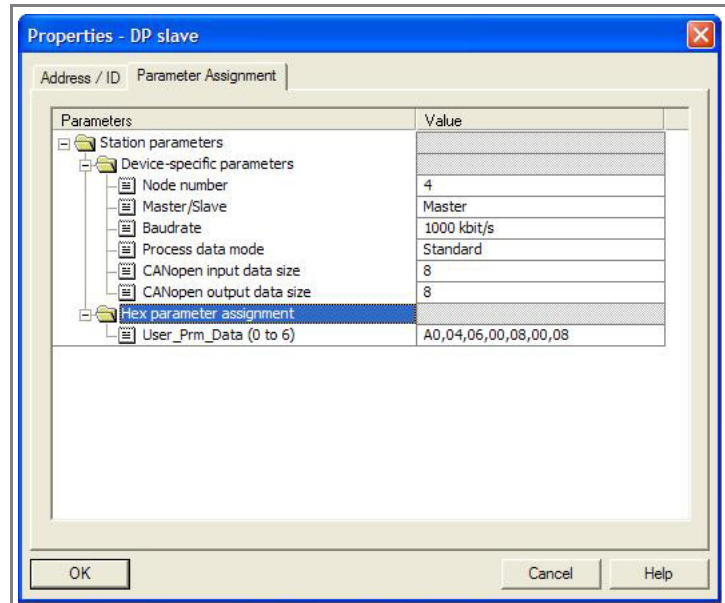 Properties - DP slave
Address / ID Parameter Assignment
Parameters Value
Station parameters
Device-specific parameters
Node number 4
Master/Slave Master
Baudrate 1000 kbit/s
Process data mode Standard
CANopen input data size 8
CANopen output data size 8
Hex parameter assignment
User_Prm_Data (0 to 6) A0,04,06,00,08,00,08
OK Cancel Help